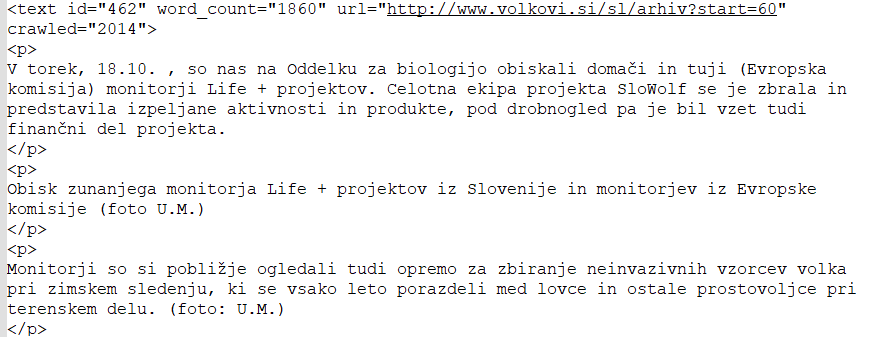 <text id="462" word_count="1860" url="http://www.volkovi.si/sl/arhiv?start=60"
crawled="2014">
<p>
V torek, 18.10. , so nas na Oddelku za biologijo obiskali domači in tuji (Evropska
komisija) monitorji Life + projektov. Celotna ekipa projekta SloWolf se je zbrala in
predstavila izpeljane aktivnosti in produkte, pod drobnogled pa je bil vzet tudi
finančni del projekta.
</p>
<p>
Obisk zunanjega monitorja Life + projektov iz Slovenije in monitorjev iz Evropske
komisije (foto U.M.)
</p>
<p>
Monitorji so si pobližje ogledali tudi opremo za zbiranje neinvazivnih vzorcev volka
pri zimskem sledenju, ki se vsako leto porazdeli med lovce in ostale prostovoljce pri
terenskem delu. (foto: U.M.)
</p>